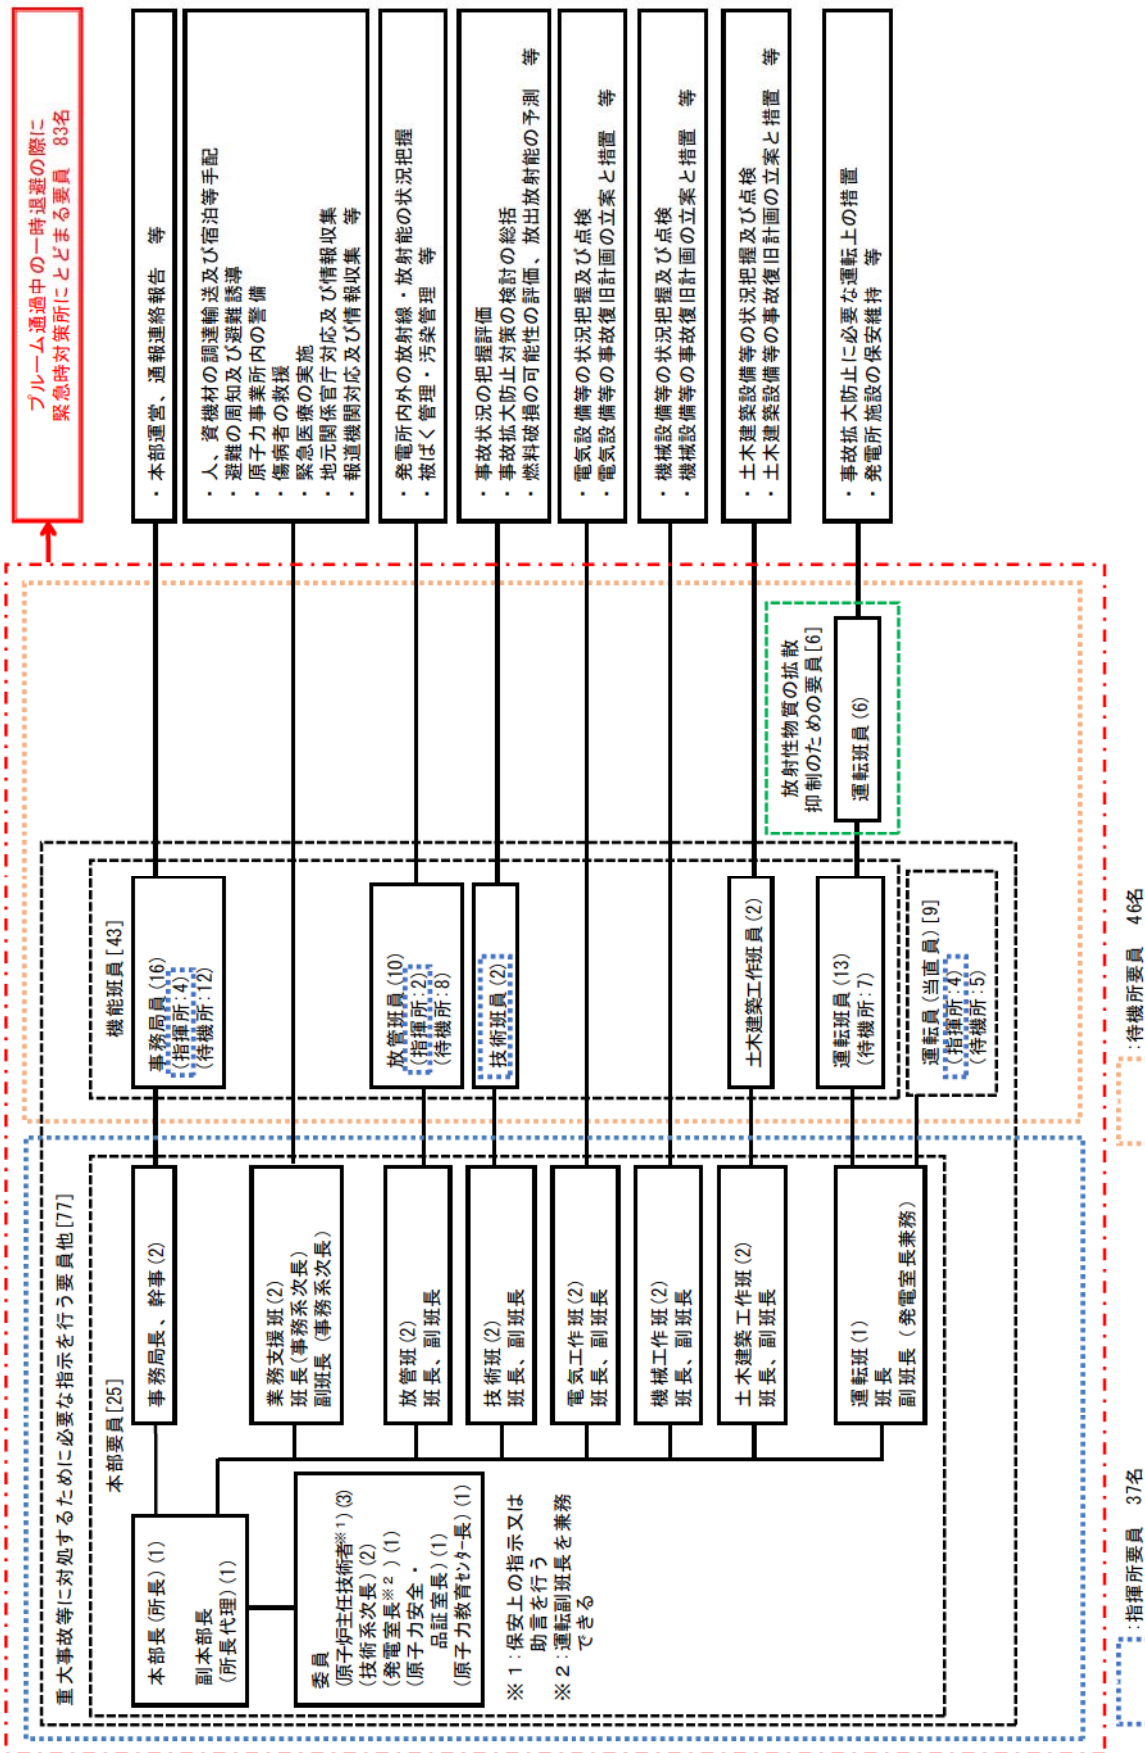 プルーム通過中の一時退避の際に
緊急時対策所にとどまる要員　83名
重大事故等に対処するために必要な指示を行う要員他[77]
本部要員[25]
本部長(所長)(1)
副本部長
(所長代理)(1)
委員
(原子炉主任技術者※1)(3)
(技術系次長)(2)
(発電室長※2)(1)
(原子力安全・
品証室長)(1)
(原子力教育センター長)(1)
※1：保安上の指示又は
助言を行う
※2：運転副班長を兼務
できる
事務局長、幹事(2)
業務支援班(2)
班長(事務系次長)
副班長(事務系次長)
放管班(2)
班長、副班長
技術班(2)
班長、副班長
電気工作班(2)
班長、副班長
機械工作班(2)
班長、副班長
土木建築工作班(2)
班長、副班長
運転班(1)
班長
副班長(発電室長兼務)
機能班員[43]
事務局員(16)
(指揮所:4)
(待機所:12)
放管班員(10)
(指揮所:2)
(待機所:8)
技術班員(2)
土木建築工作班員(2)
運転班員(13)
(待機所:7)
運転員(当直員)[9]
(指揮所:4)
(待機所:5)
放射性物質の拡散
抑制のための要員[6]
運転班員(6)
・本部運営、通報連絡報告　等
・人、資機材の調達輸送及び宿泊等手配
・避難の周知及び避難誘導
・原子力事業所内の警備
・傷病者の救援
・緊急医療の実施
・地元関係官庁対応及び情報収集
・報道機関対応及び情報収集　等
・発電所内外の放射線・放射能の状況把握
・被ばく管理・汚染管理　等
・事故状況の把握評価
・事故拡大防止対策の検討の総括
・燃料破損の可能性の評価、放出放射能の予測　等
・電気設備等の状況把握及び点検
・電気設備等の事故復旧計画の立案と措置　等
・機械設備等の状況把握及び点検
・機械設備等の事故復旧計画の立案と措置　等
・土木建築設備等の状況把握及び点検
・土木建築設備等の事故復旧計画の立案と措置　等
・事故拡大防止に必要な運転上の措置
・発電所施設の保安維持　等
:指揮所要員　37名
:待機所要員　46名